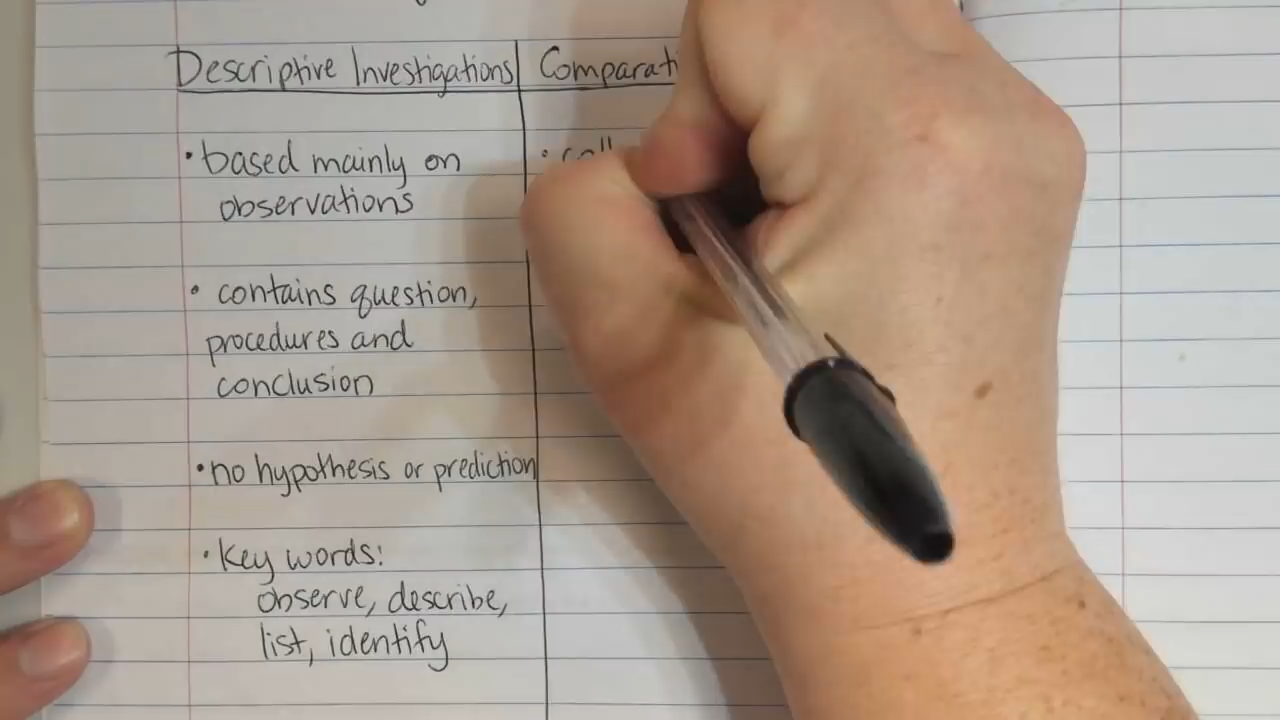 Descriptive Investigations
• based mainly on
observations
• contains question,
procedures and
conclusion
• no hypothesis or prediction
• Key words:
observe, describe,
list, identify